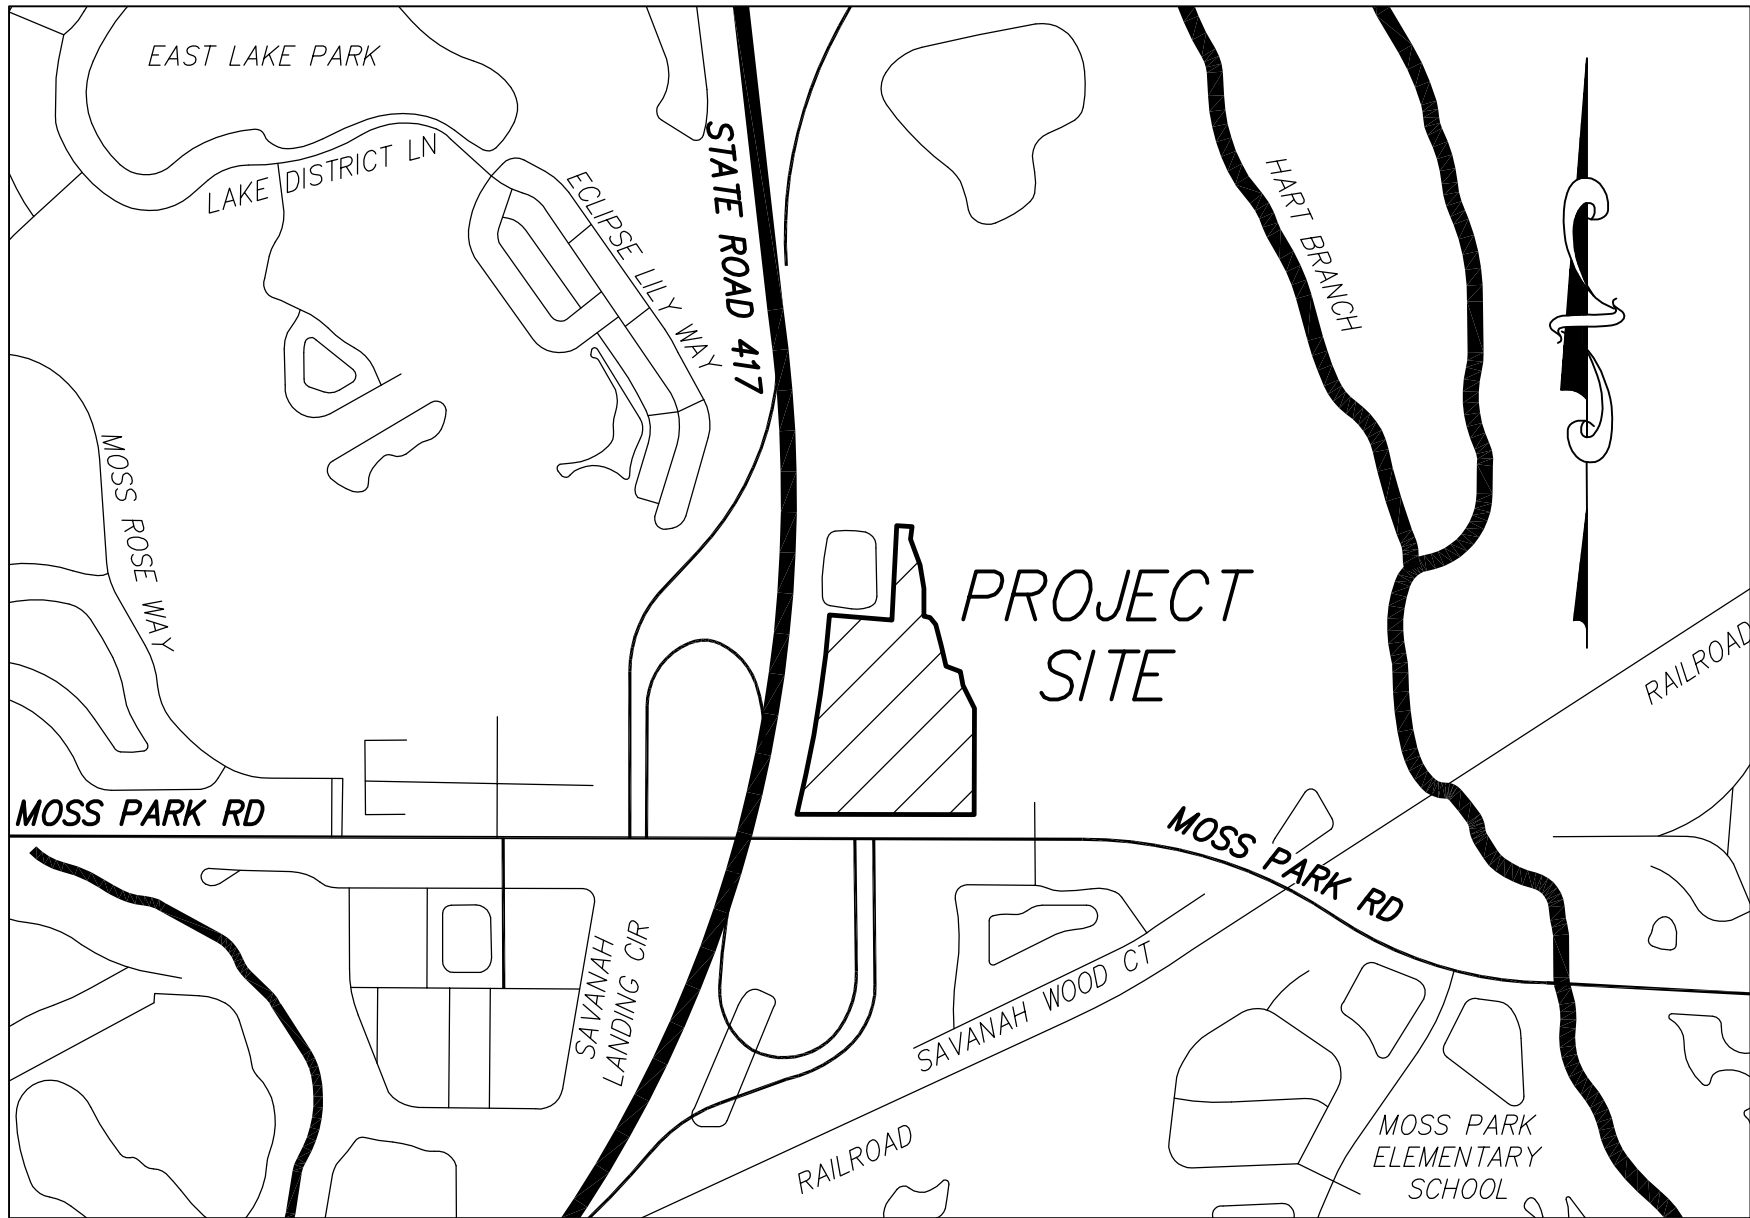 EAST LAKE PARK
LAKE DISTRICT LN
ECLIPSE LILY WAY
STATE ROAD 417
HART BRANCH
MOSS ROSE WAY
PROJECT
SITE
RAILROAD
MOSS PARK RD
MOSS PARK RD
SAVANAH
LANDING CIR
SAVANAH WOOD CT
RAILROAD
MOSS PARK
ELEMENTARY
SCHOOL